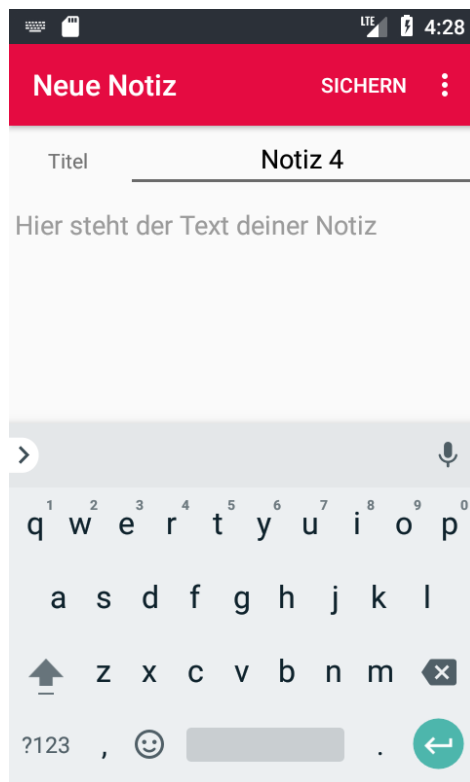 LTE 4:28
Neue Notiz SICHERN
Titel Notiz 4
Hier steht der Text deiner Notiz
1 2 3 4 5 6 7 8 9 0
q w e r t y u i o p
a s d f g h j k l
z x c v b n m
?123 , .